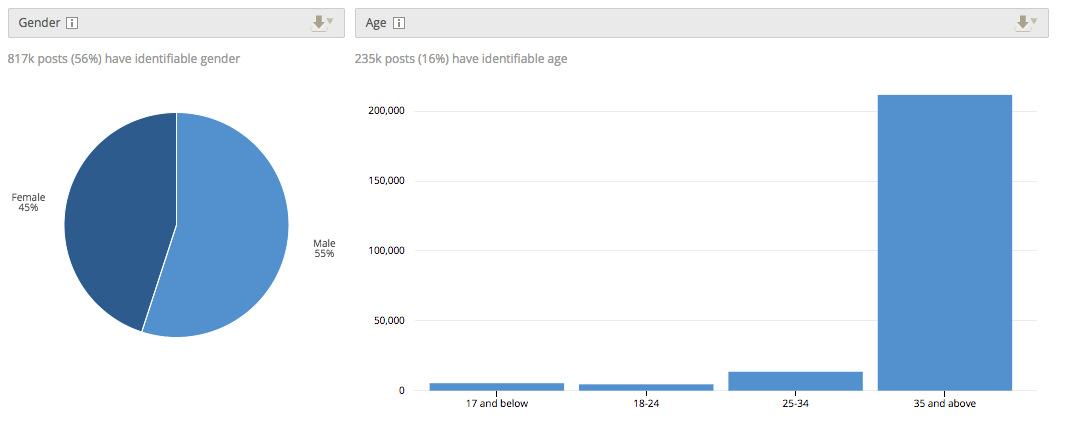 Gender i
817k posts (56%) have identifiable gender
Female
45%
Male
55%
Age i
235k posts (16%) have identifiable age
200,000
150,000
100,000
50,000
0
17 and below
18-24
25-34
35 and above